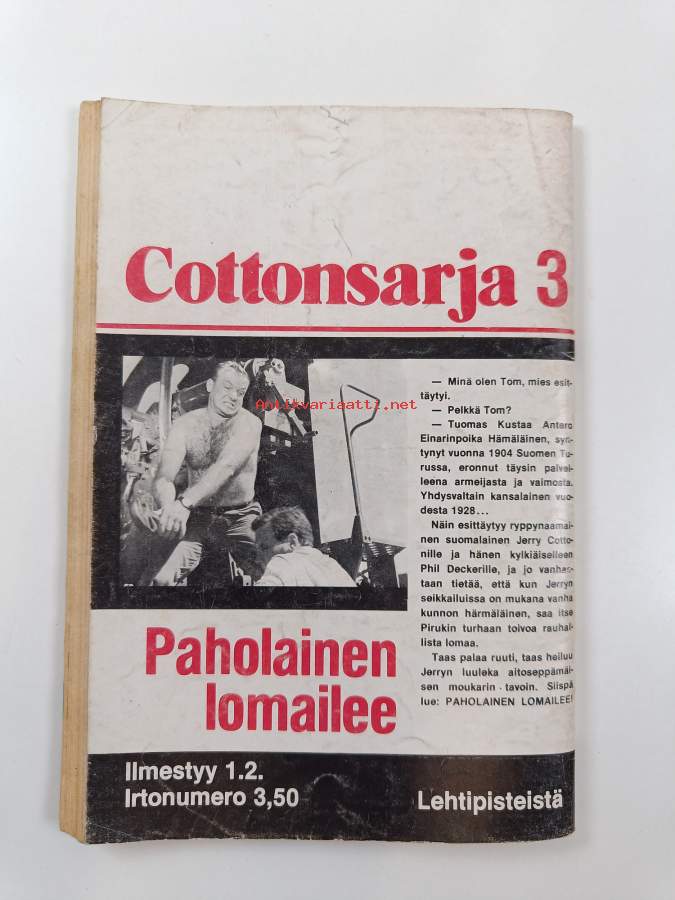 Cottonsarja 3
Antikvariaatti.net
— Minä olen Tom, mies esit-
täytyi.
— Pelkkä Tom?
— Tuomas Kustaa Antero
Einarinpoika Hämäläinen, syn-
tynyt vuonna 1904 Suomen Tu-
russa, eronnut täysin palvel-
leena armeijasta ja vaimosta.
Yhdysvaltain kansalainen vuo-
desta 1928...
Näin esittäytyy ryppynaamai-
nen suomalainen Jerry Cotto-
nille ja hänen kylkiäiselleen
Phil Deckerille, ja jo vanhas-
taan tietää, että kun Jerryn
seikkailuissa on mukana vanha
kunnon härmäläinen, saa itse
Pirukin turhaan toivoa rauhal-
lista lomaa.
Taas palaa ruuti, taas heiluu
Jerryn luuleka aitoseppämäi-
sen moukarin tavoin. Siispä
lue: PAHOLAINEN LOMAILEE!
Paholainen
lomailee
Ilmestyy 1.2.
Irtonumero 3,50
Lehtipisteistä